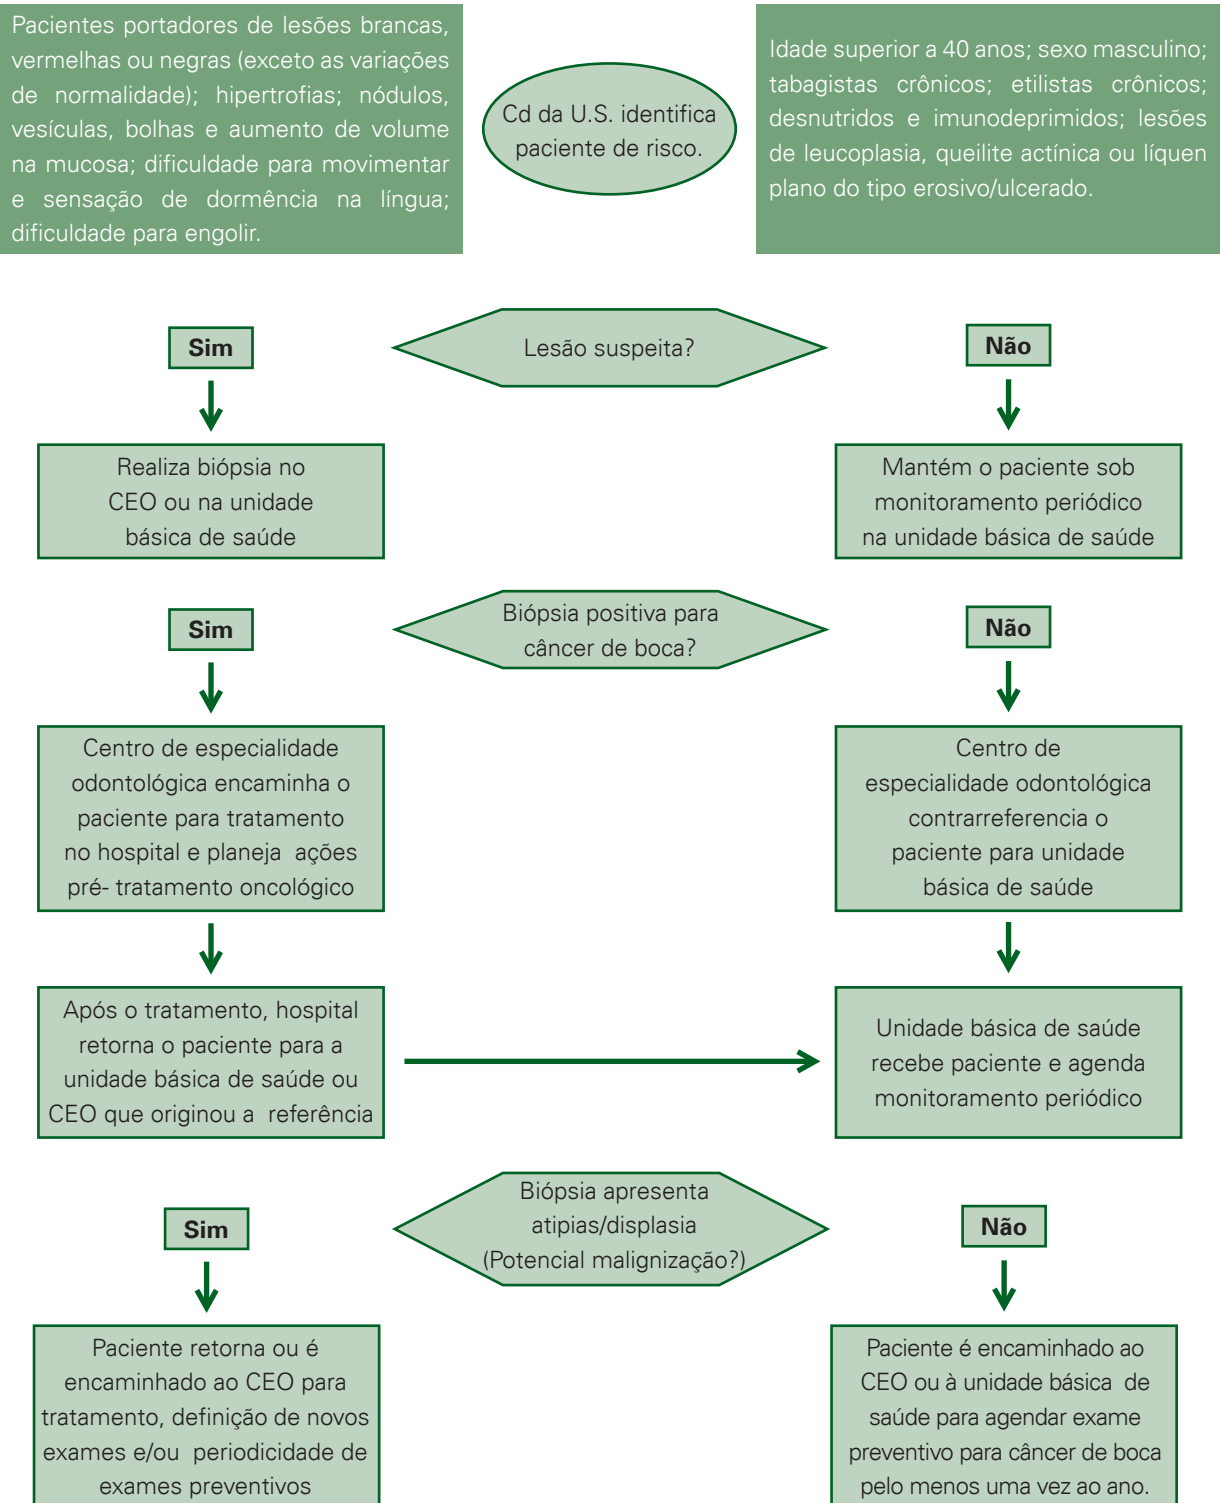 Pacientes portadores de lesões brancas,
vermelhas ou negras (exceto as variações
de normalidade); hipertrofias; nódulos,
vesículas, bolhas e aumento de volume
na mucosa; dificuldade para movimentar
e sensação de dormência na língua;
dificuldade para engolir.
Cd da U.S. identifica
paciente de risco.
Idade superior a 40 anos; sexo masculino;
tabagistas crônicos; etilistas crônicos;
desnutridos e imunodeprimidos; lesões
de leucoplasia, queilite actínica ou líquen
plano do tipo erosivo/ulcerado.
Sim
Lesão suspeita?
Não
Realiza biópsia no
CEO ou na unidade
básica de saúde
Mantém o paciente sob
monitoramento periódico
na unidade básica de saúde
Sim
Biópsia positiva para
câncer de boca?
Não
Centro de especialidade
odontológica encaminha o
paciente para tratamento
no hospital e planeja ações
pré- tratamento oncológico
Centro de
especialidade odontológica
contrarreferencia o
paciente para unidade
básica de saúde
Após o tratamento, hospital
retorna o paciente para a
unidade básica de saúde ou
CEO que originou a referência
Unidade básica de saúde
recebe paciente e agenda
monitoramento periódico
Sim
Biópsia apresenta
atipias/displasia
(Potencial malignização?)
Não
Paciente retorna ou é
encaminhado ao CEO para
tratamento, definição de novos
exames e/ou periodicidade de
exames preventivos
Paciente é encaminhado ao
CEO ou à unidade básica de
saúde para agendar exame
preventivo para câncer de boca
pelo menos uma vez ao ano.